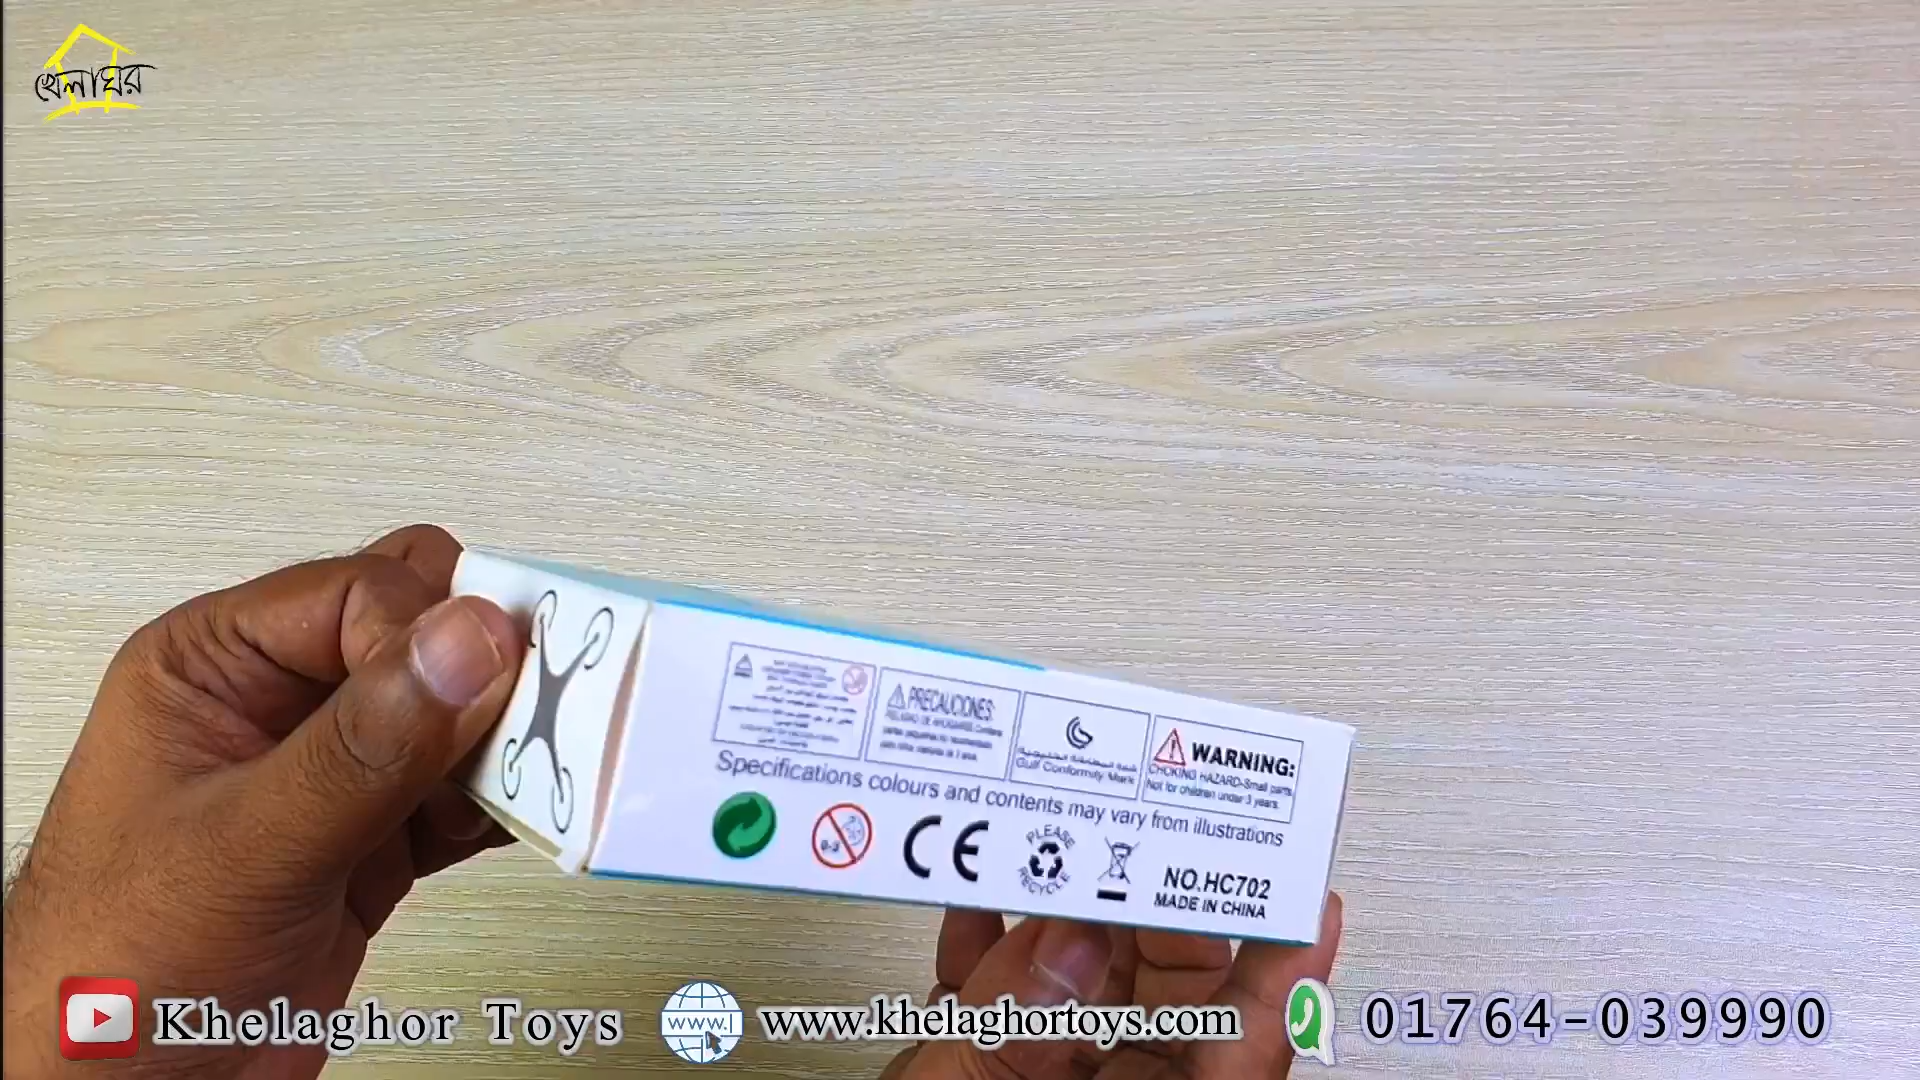 খেলাঘর
PRECAUCIONES:
Gulf Conformity Mark
WARNING:
CHOKING HAZARD-Small parts
Not for children under 3 years.
Specifications colours and contents may vary from illustrations
0-3
CE
PLEASE
RECYCLE
NO.HC702
MADE IN CHINA
Khelaghor Toys
www.
www.khelaghortoys.com
01764-039990